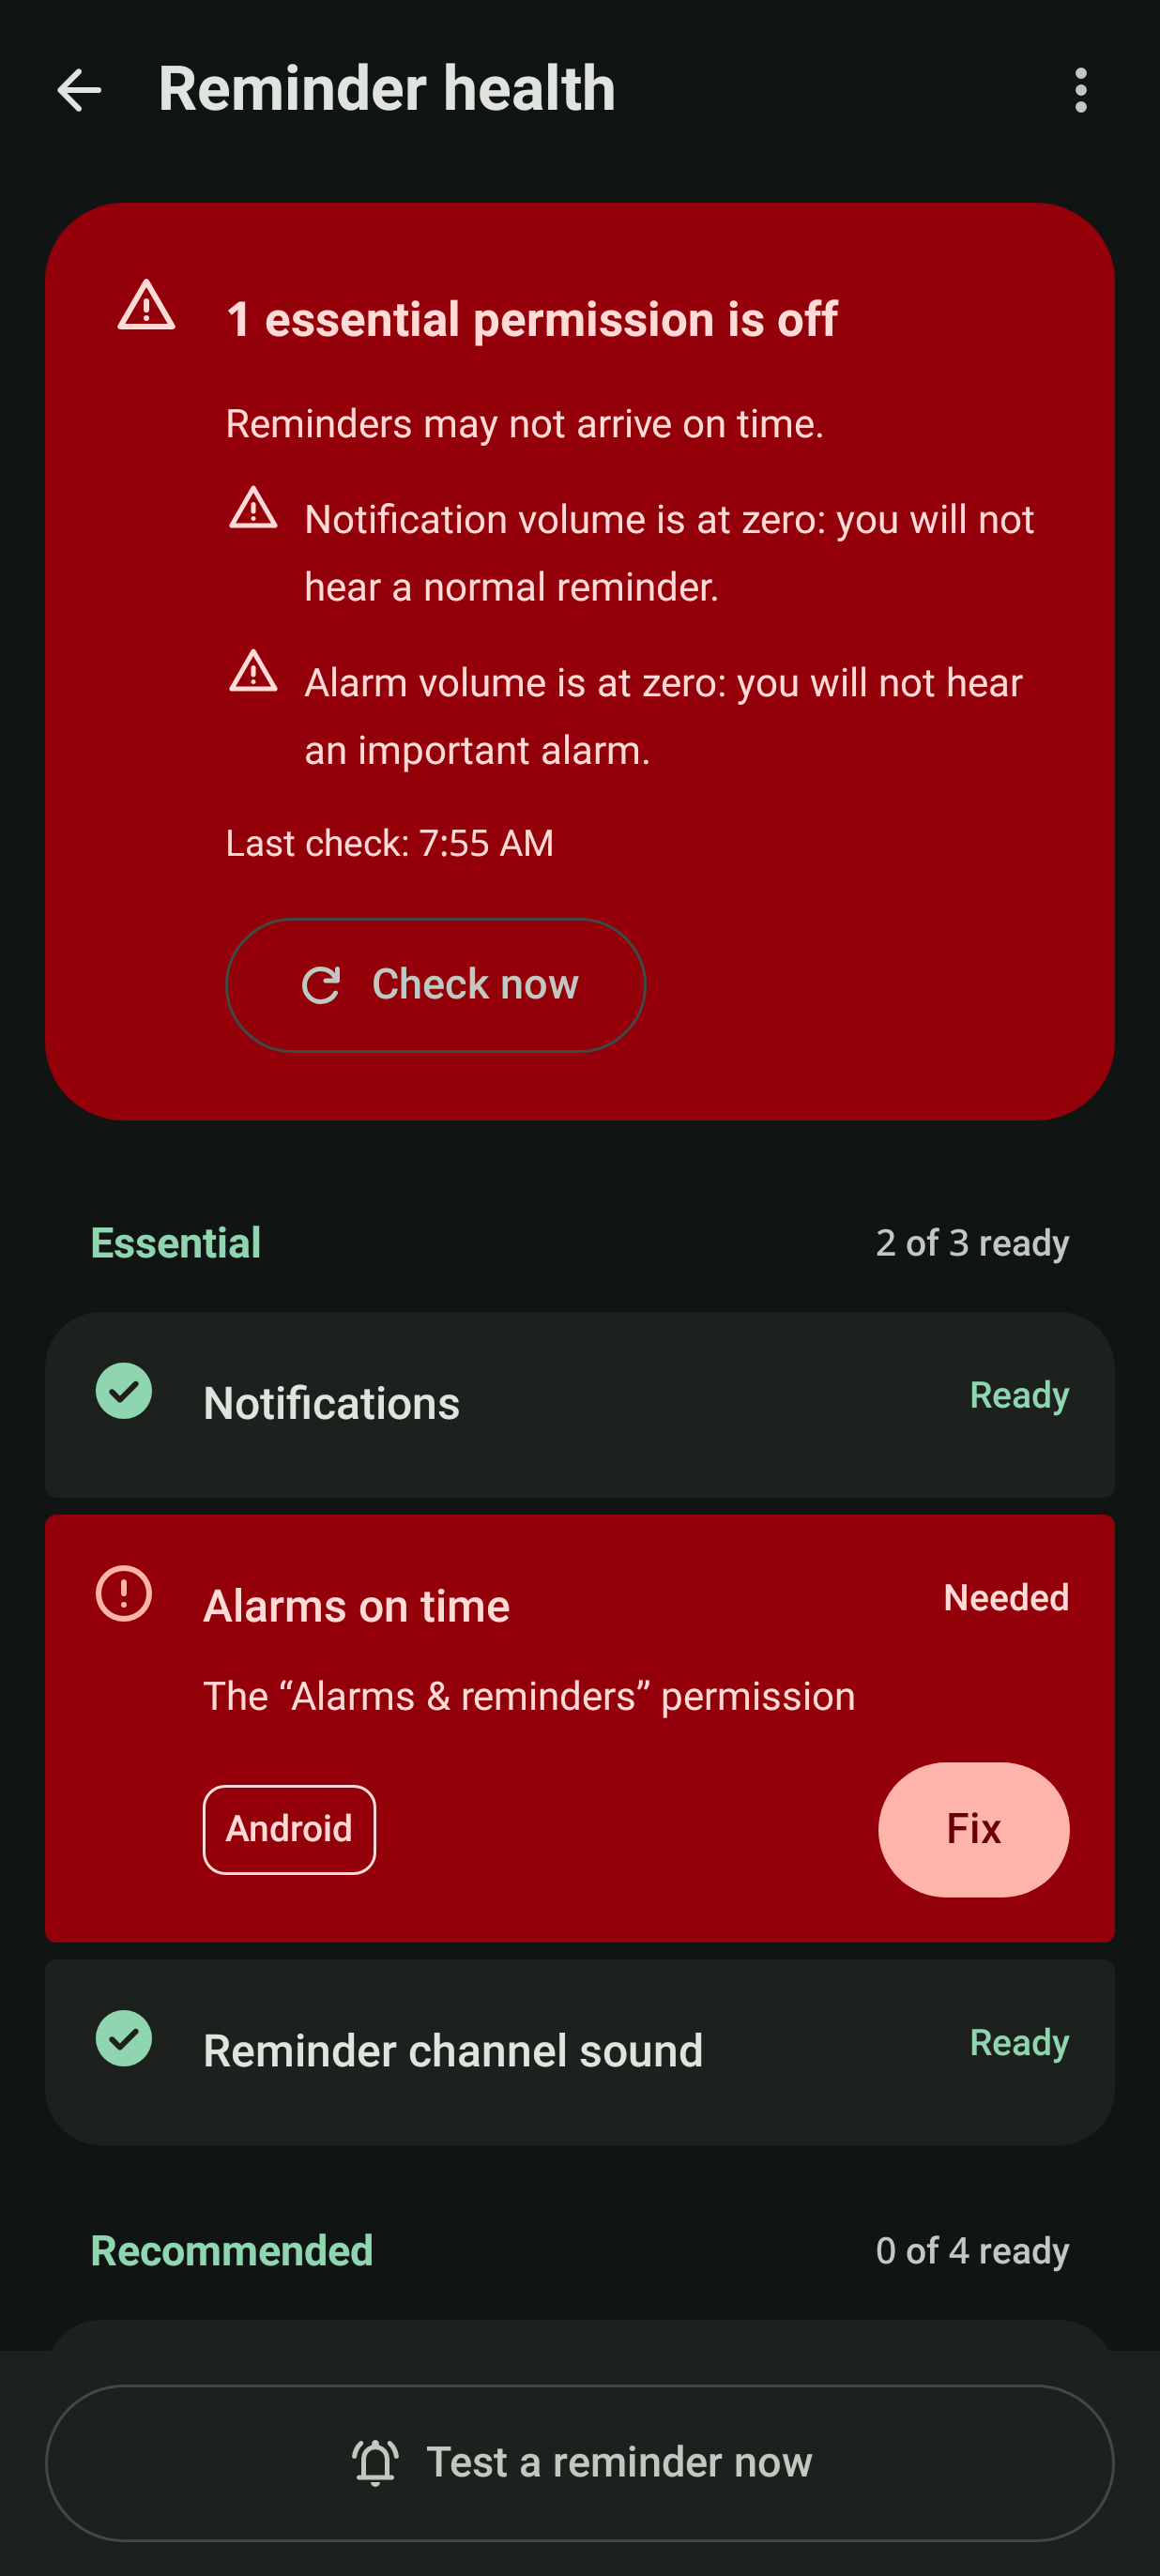 Reminder health
1 essential permission is off
Reminders may not arrive on time.
Notification volume is at zero: you will not
hear a normal reminder.
Alarm volume is at zero: you will not hear
an important alarm.
Last check: 7:55 AM
Check now
Essential
2 of 3 ready
Notifications
Ready
Alarms on time
Needed
The “Alarms & reminders” permission
Android
Fix
Reminder channel sound
Ready
Recommended
0 of 4 ready
Test a reminder now